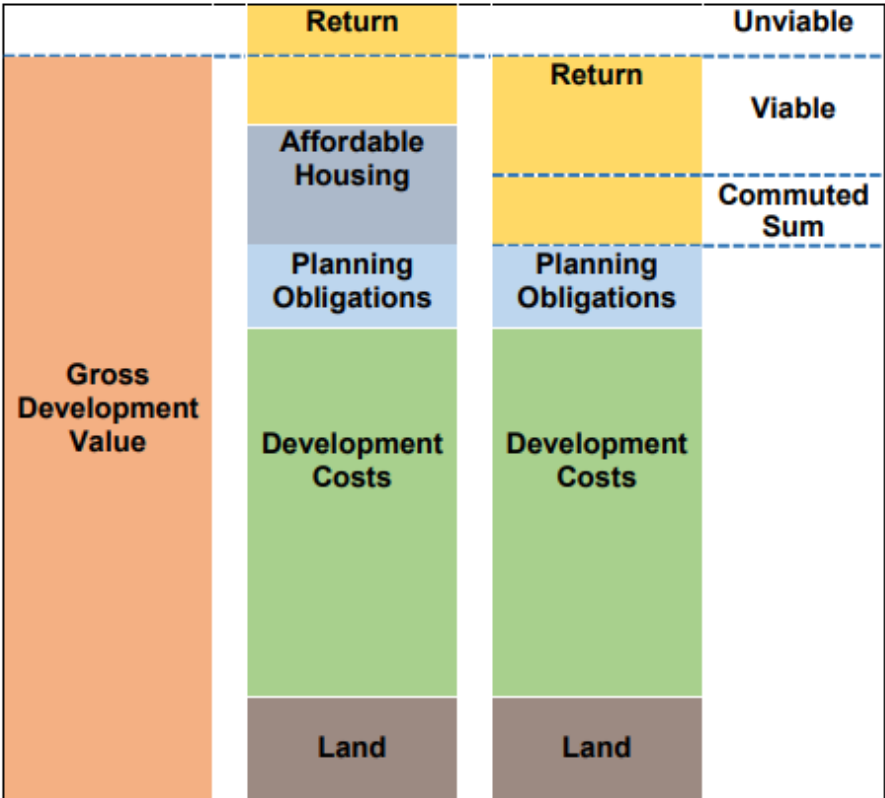 Return
Unviable
Return
Viable
Affordable
Housing
Commuted
Sum
Planning
Obligations
Planning
Obligations
Gross
Development
Value
Development
Costs
Development
Costs
Land
Land